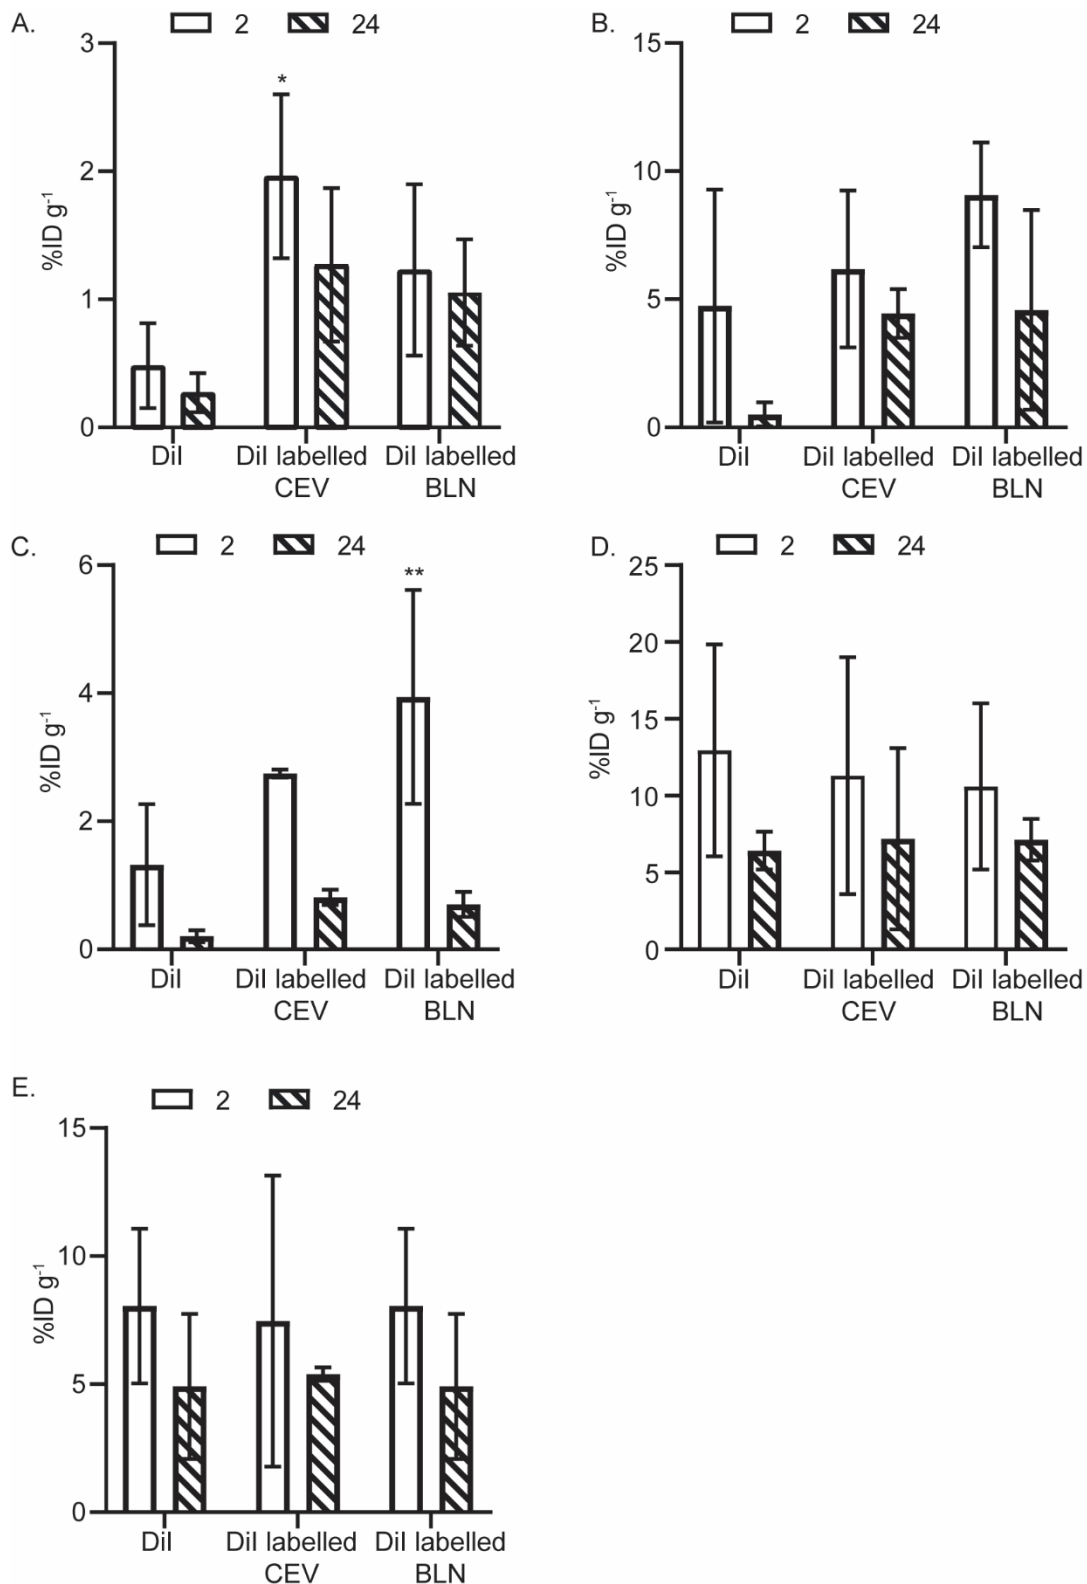 A.
2 24
3
2
1
0
%ID g⁻¹
*
DiI
DiI labelled
CEV
DiI labelled
BLN
B.
2 24
15
10
5
0
%ID g⁻¹
DiI
DiI labelled
CEV
DiI labelled
BLN
C.
2 24
6
4
2
0
%ID g⁻¹
**
DiI
DiI labelled
CEV
DiI labelled
BLN
D.
2 24
25
20
15
10
5
0
%ID g⁻¹
DiI
DiI labelled
CEV
DiI labelled
BLN
E.
2 24
15
10
5
0
%ID g⁻¹
DiI
DiI labelled
CEV
DiI labelled
BLN